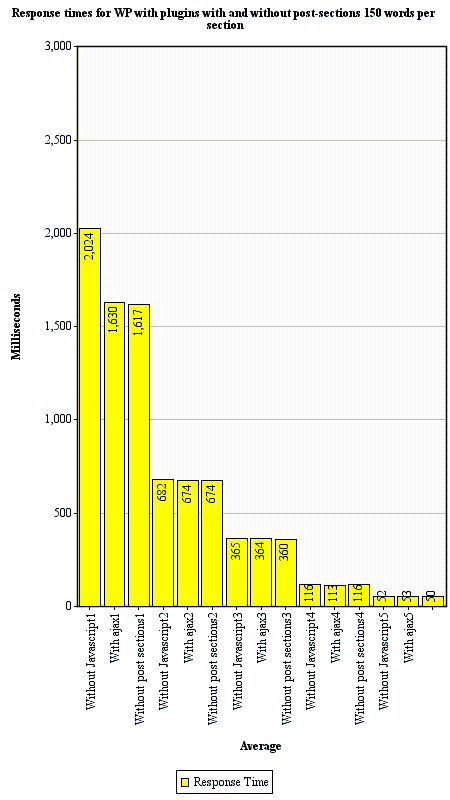 Response times for WP with plugins with and without post-sections 150 words per
section
3,000
2,500
2,000
1,500
1,000
500
0
Milliseconds
2,024
1,630
1,617
682
674
674
365
364
360
116
113
116
52
53
50
Without Javascript1
With ajax1
Without post sections1
Without Javascript2
With ajax2
Without post sections2
Without Javascript3
With ajax3
Without post sections3
Without Javascript4
With ajax4
Without post sections4
Without Javascript5
With ajax5
Average
Response Time